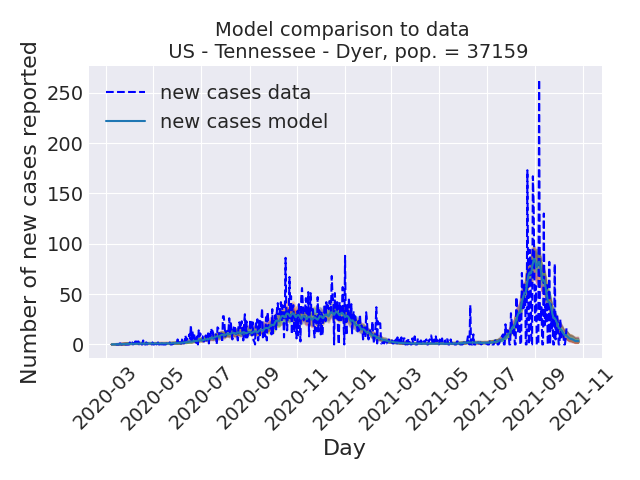 Model comparison to data
US - Tennessee - Dyer, pop. = 37159
Number of new cases reported
250
200
150
100
50
0
new cases data
new cases model
2020-03
2020-05
2020-07
2020-09
2020-11
2021-01
2021-03
2021-05
2021-07
2021-09
2021-11
Day